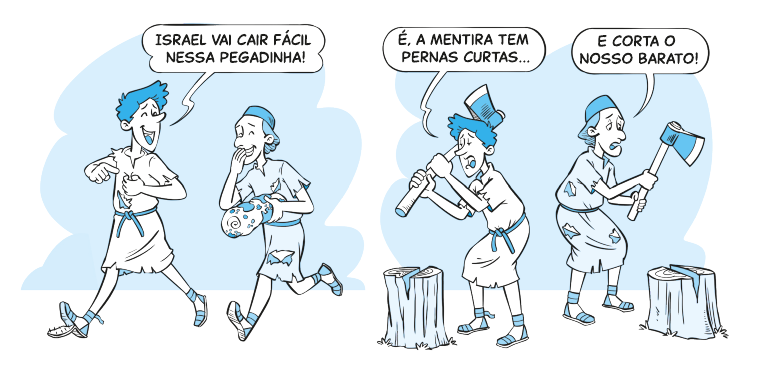 ISRAEL VAI CAIR FÁCIL
NESSA PEGADINHA!
É, A MENTIRA TEM
PERNAS CURTAS...
E CORTA O
NOSSO BARATO!